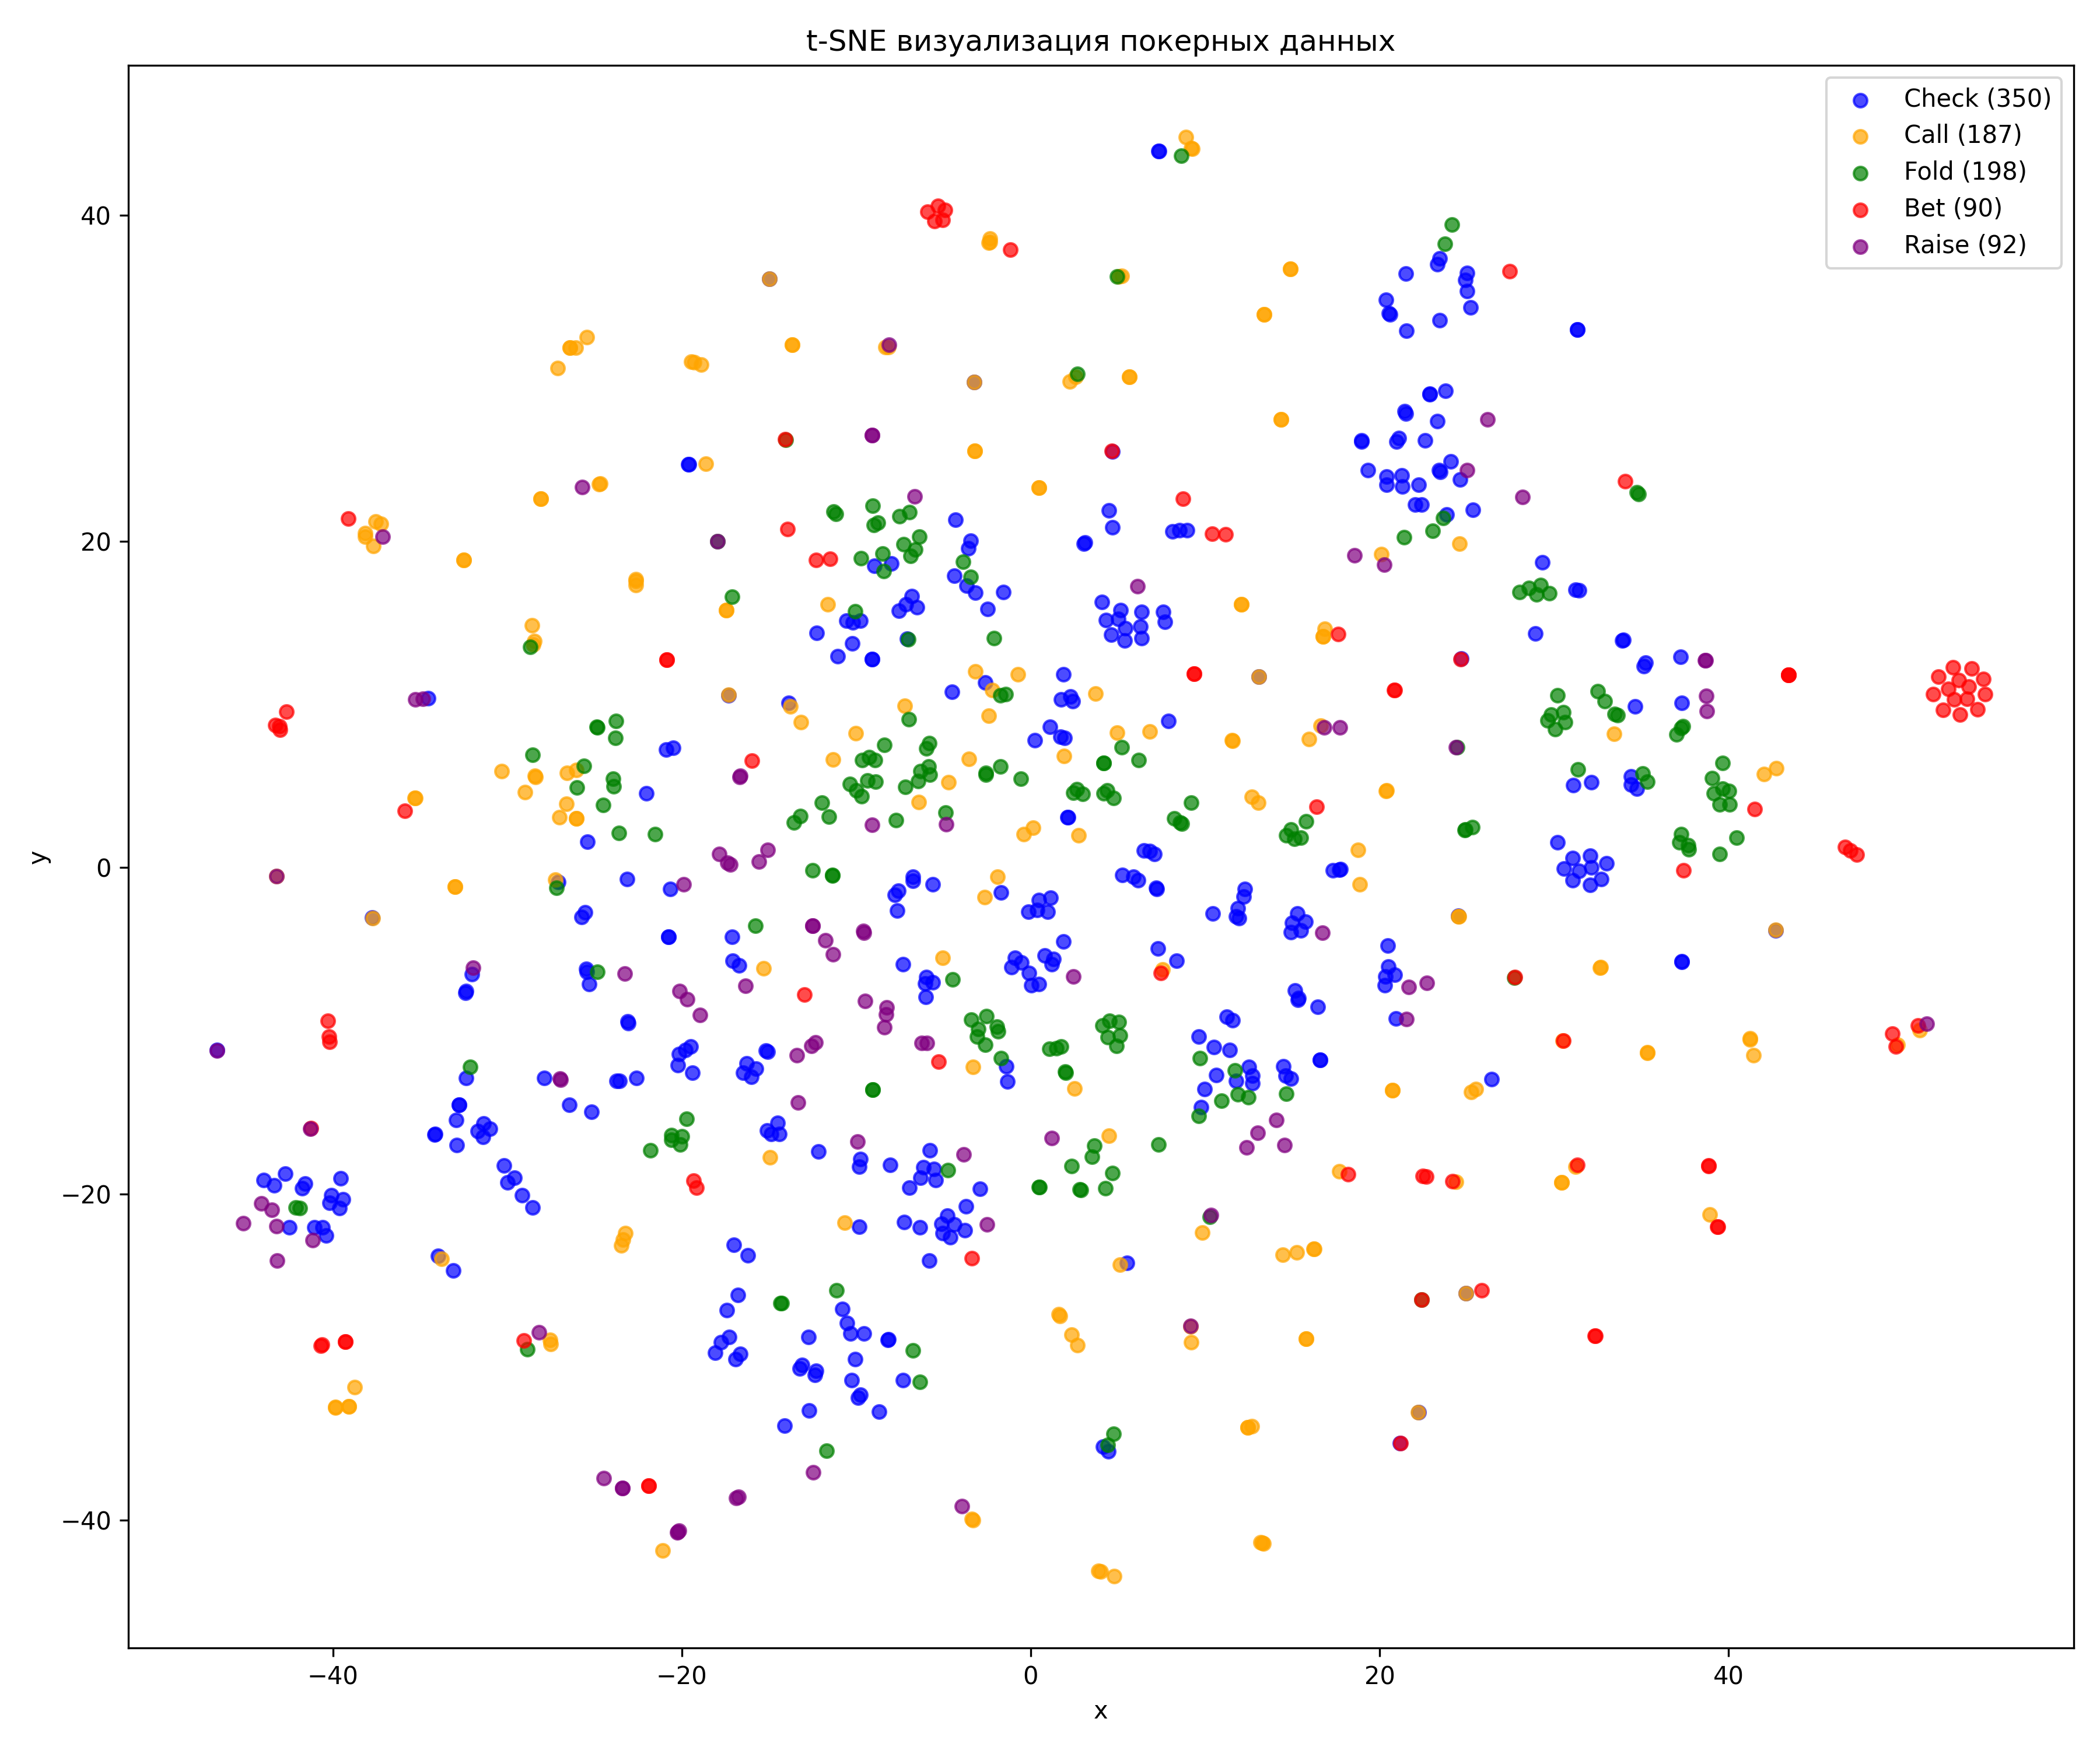 t-SNE визуализация покерных данных
Check (350)
Call (187)
Fold (198)
Bet (90)
Raise (92)
40
20
0
−20
−40
y
−40
−20
0
20
40
x